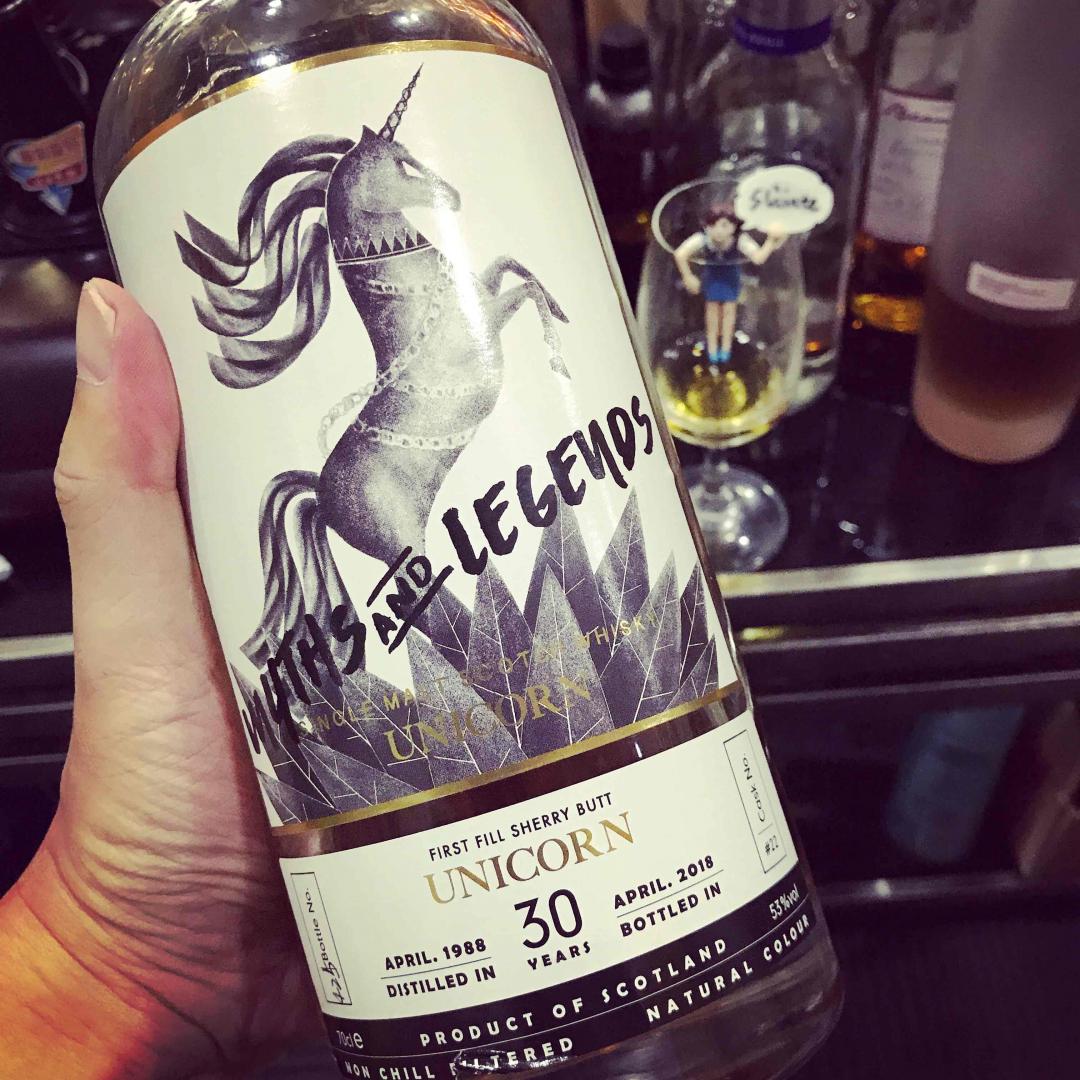 MYTHS AND LEGENDS
SINGLE MALT SCOTCH WHISKY
UNICORN
FIRST FILL SHERRY BUTT
UNICORN
APRIL. 1988
DISTILLED IN
30
YEARS
APRIL. 2018
BOTTLED IN
Bottle No.
Cask No.
#22
53%vol
70cl e
PRODUCT OF SCOTLAND
NATURAL COLOUR
NON CHILL FILTERED